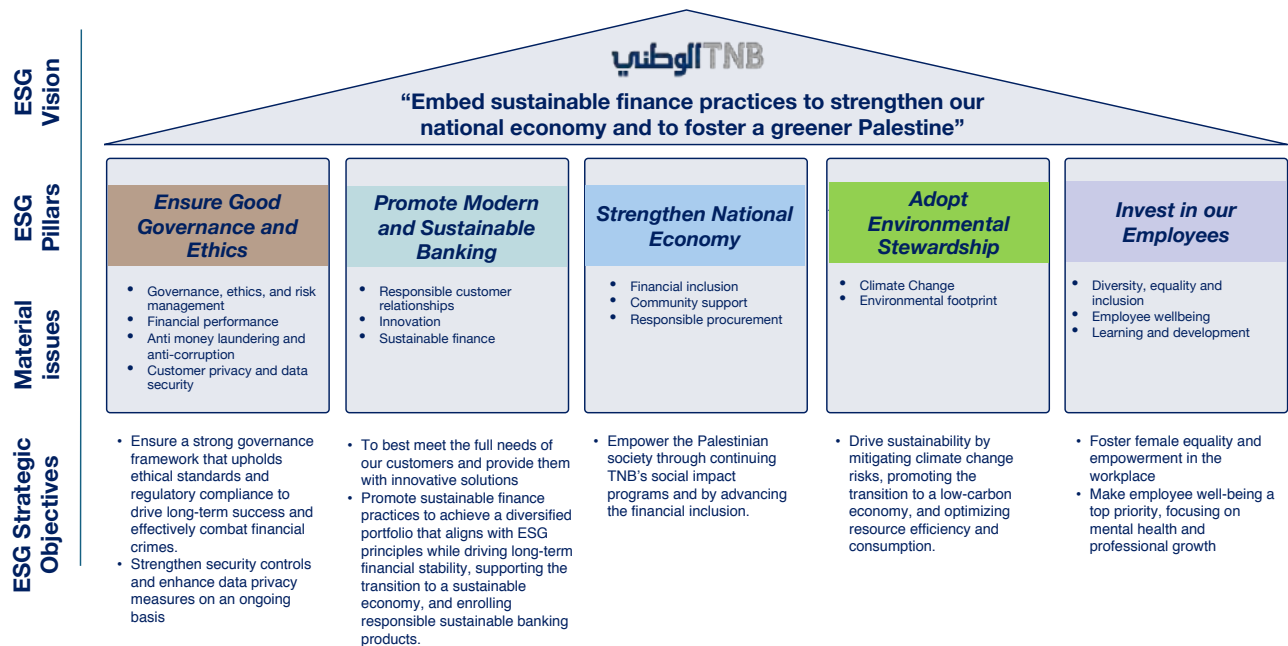 الوطني TNB
“Embed sustainable finance practices to strengthen our
national economy and to foster a greener Palestine”
ESG
Vision
ESG
Pillars
Ensure Good
Governance and
Ethics
Promote Modern
and Sustainable
Banking
Strengthen National
Economy
Adopt
Environmental
Stewardship
Invest in our
Employees
Material
issues
• Governance, ethics, and risk
management
• Financial performance
• Anti money laundering and
anti-corruption
• Customer privacy and data
security
• Responsible customer
relationships
• Innovation
• Sustainable finance
• Financial inclusion
• Community support
• Responsible procurement
• Climate Change
• Environmental footprint
• Diversity, equality and
inclusion
• Employee wellbeing
• Learning and development
ESG Strategic
Objectives
• Ensure a strong governance
framework that upholds
ethical standards and
regulatory compliance to
drive long-term success and
effectively combat financial
crimes.
• Strengthen security controls
and enhance data privacy
measures on an ongoing
basis
• To best meet the full needs of
our customers and provide them
with innovative solutions
• Promote sustainable finance
practices to achieve a diversified
portfolio that aligns with ESG
principles while driving long-term
financial stability, supporting the
transition to a sustainable
economy, and enrolling
responsible sustainable banking
products.
• Empower the Palestinian
society through continuing
TNB’s social impact
programs and by advancing
the financial inclusion.
• Drive sustainability by
mitigating climate change
risks, promoting the
transition to a low-carbon
economy, and optimizing
resource efficiency and
consumption.
• Foster female equality and
empowerment in the
workplace
• Make employee well-being a
top priority, focusing on
mental health and
professional growth